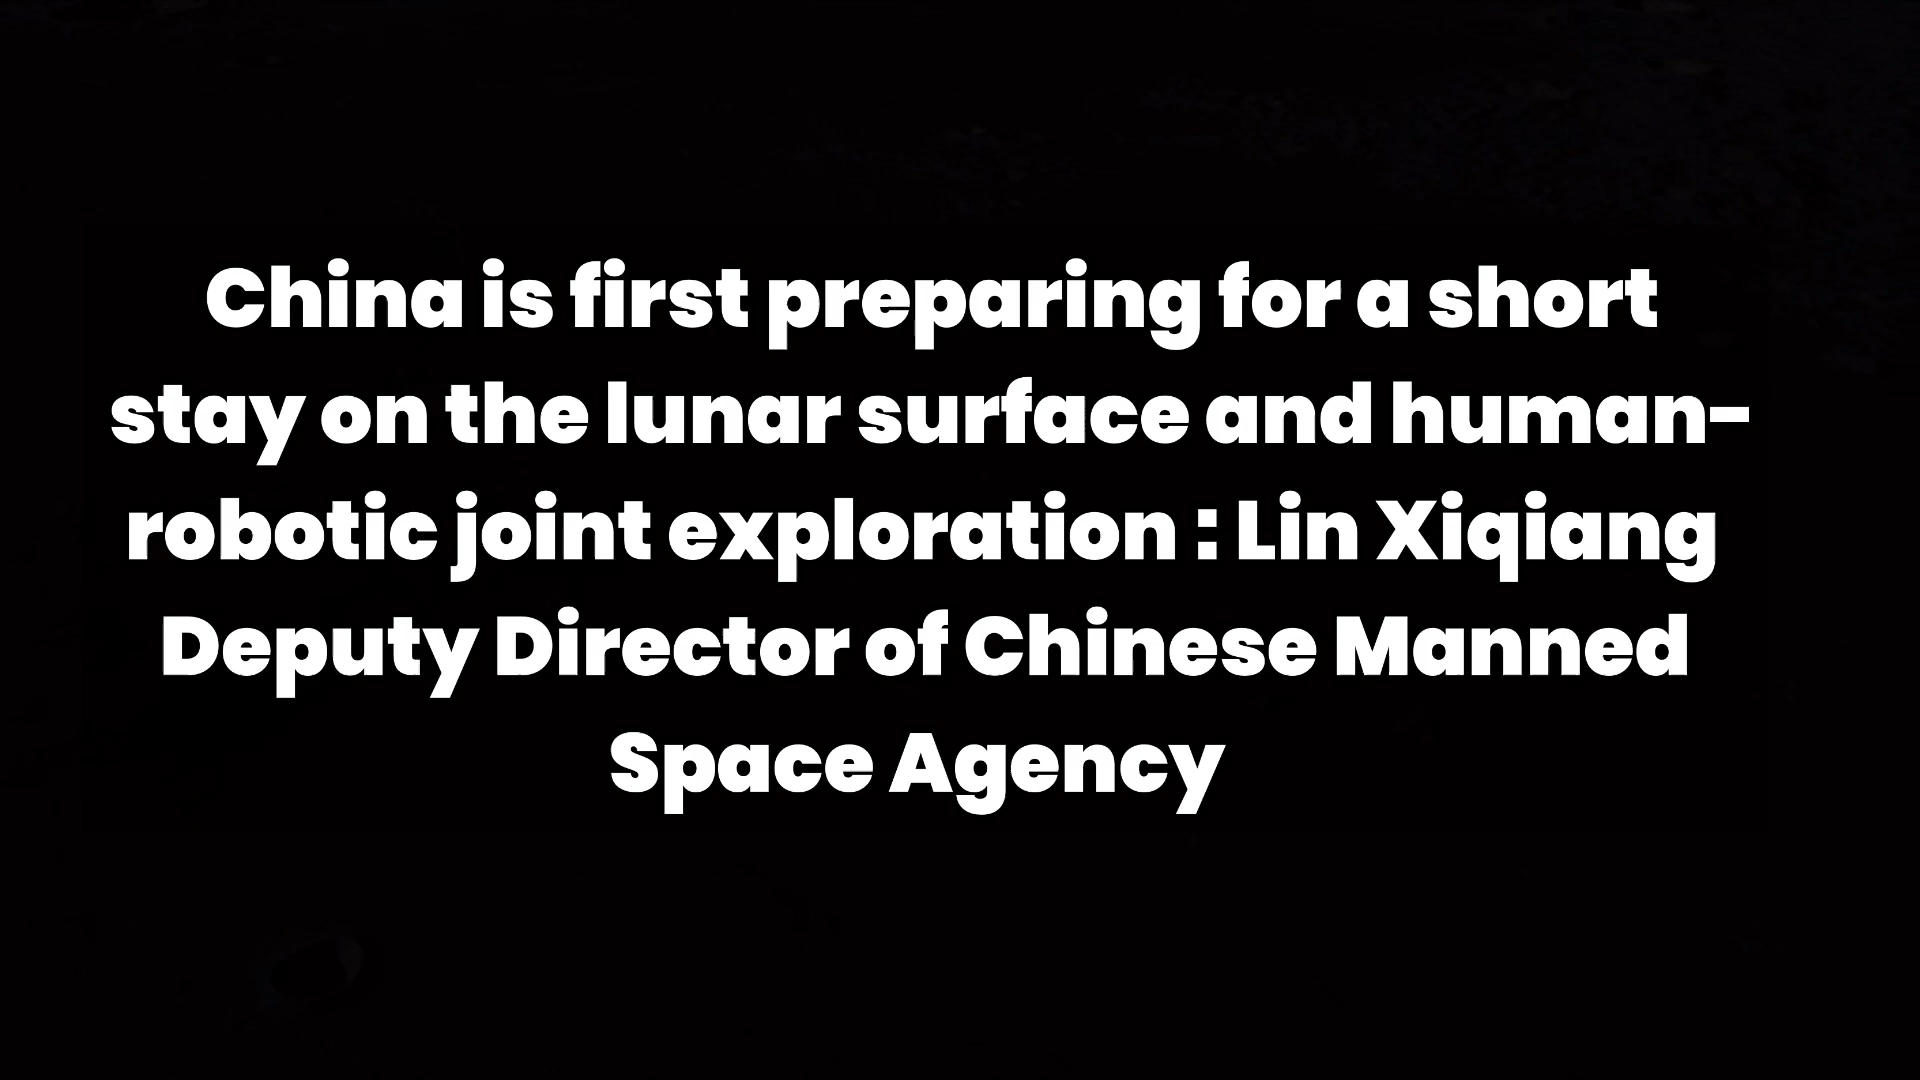 China is first preparing for a short
stay on the lunar surface and human-
robotic joint exploration : Lin Xiqiang
Deputy Director of Chinese Manned
Space Agency